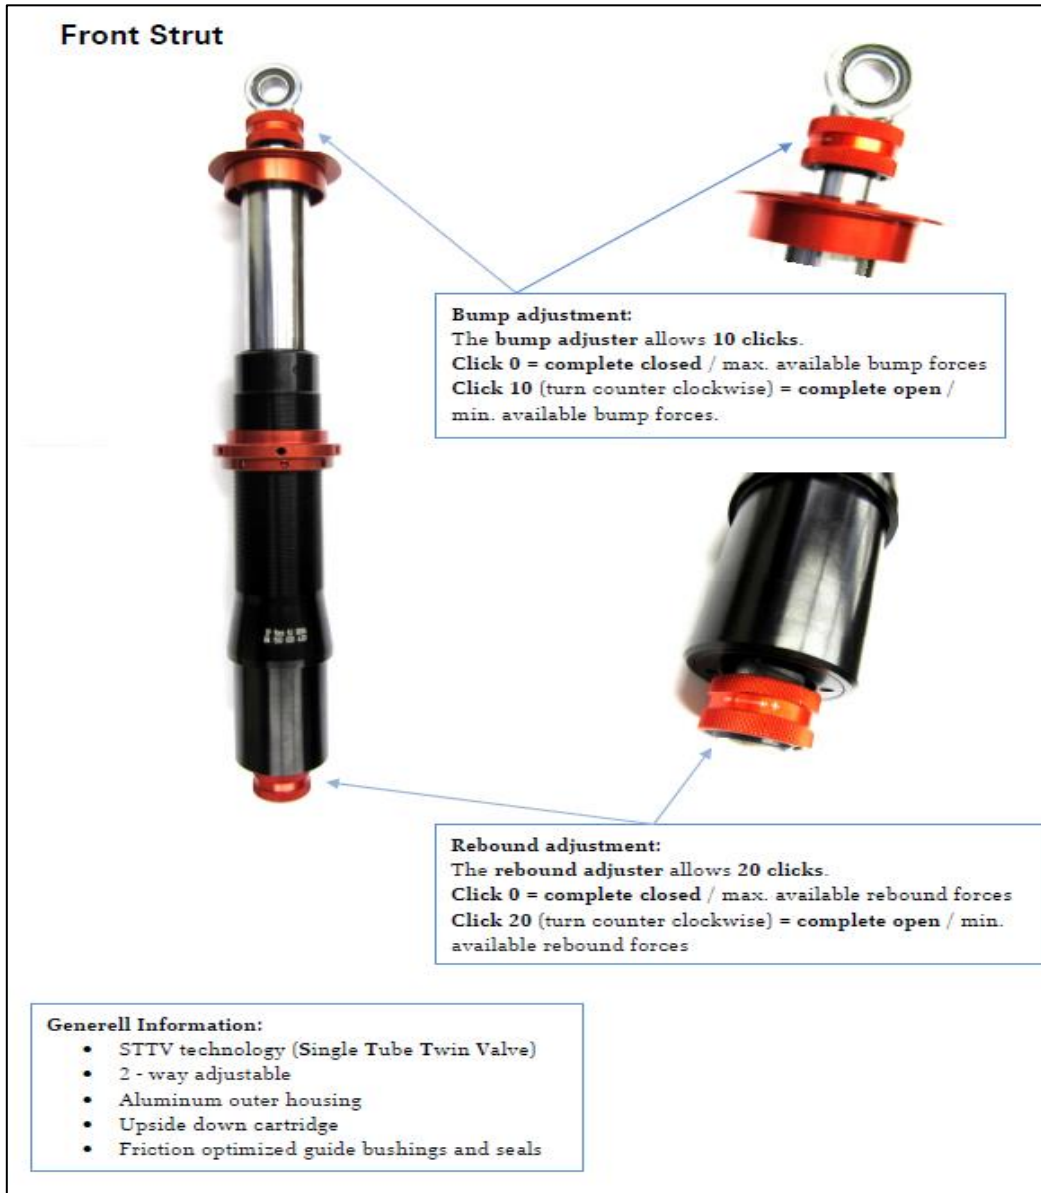 Front Strut
Bump adjustment:
The bump adjuster allows 10 clicks.
Click 0 = complete closed / max. available bump forces
Click 10 (turn counter clockwise) = complete open /
min. available bump forces.
Rebound adjustment:
The rebound adjuster allows 20 clicks.
Click 0 = complete closed / max. available rebound forces
Click 20 (turn counter clockwise) = complete open / min.
available rebound forces
Generell Information:
• STTV technology (Single Tube Twin Valve)
• 2 - way adjustable
• Aluminum outer housing
• Upside down cartridge
• Friction optimized guide bushings and seals